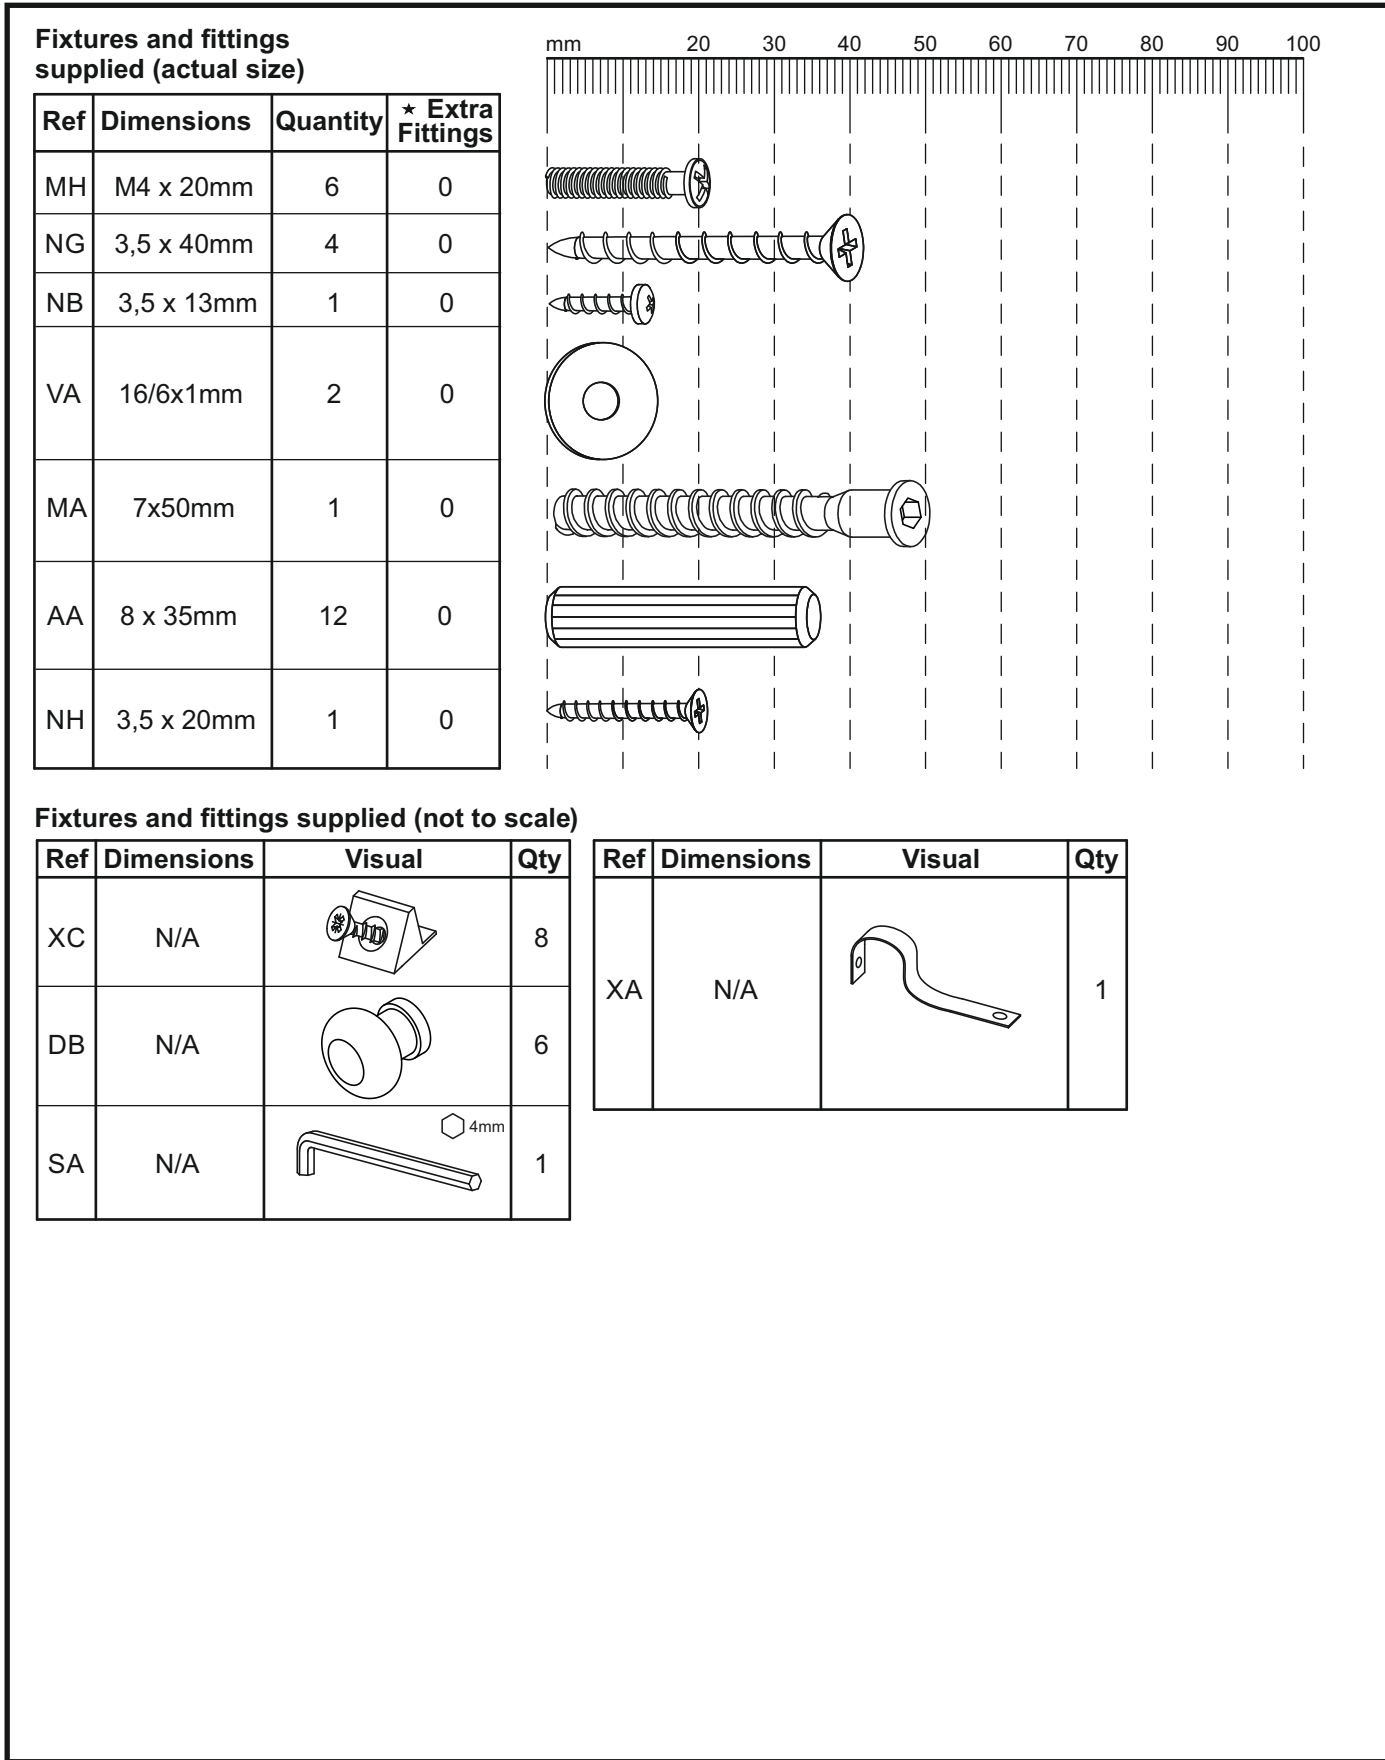 Fixtures and fittings
supplied (actual size)
mm 20 30 40 50 60 70 80 90 100
Ref Dimensions Quantity ★ Extra
Fittings
MH M4 x 20mm 6 0
NG 3,5 x 40mm 4 0
NB 3,5 x 13mm 1 0
VA 16/6x1mm 2 0
MA 7x50mm 1 0
AA 8 x 35mm 12 0
NH 3,5 x 20mm 1 0
Fixtures and fittings supplied (not to scale)
Ref Dimensions Visual Qty
XC N/A 8
DB N/A 6
4mm
SA N/A 1
Ref Dimensions Visual Qty
XA N/A 1